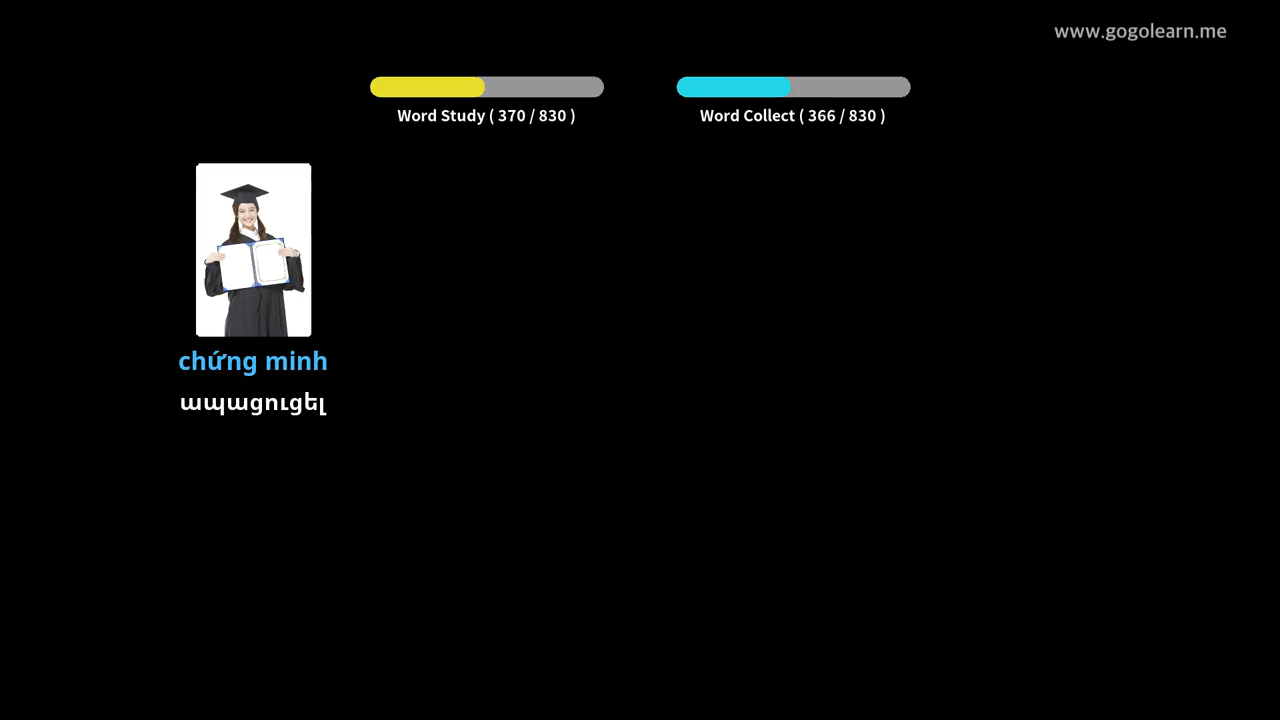 www.gogolearn.me
Word Study ( 370 / 830 )
Word Collect ( 366 / 830 )
chứng minh
ապացուցել